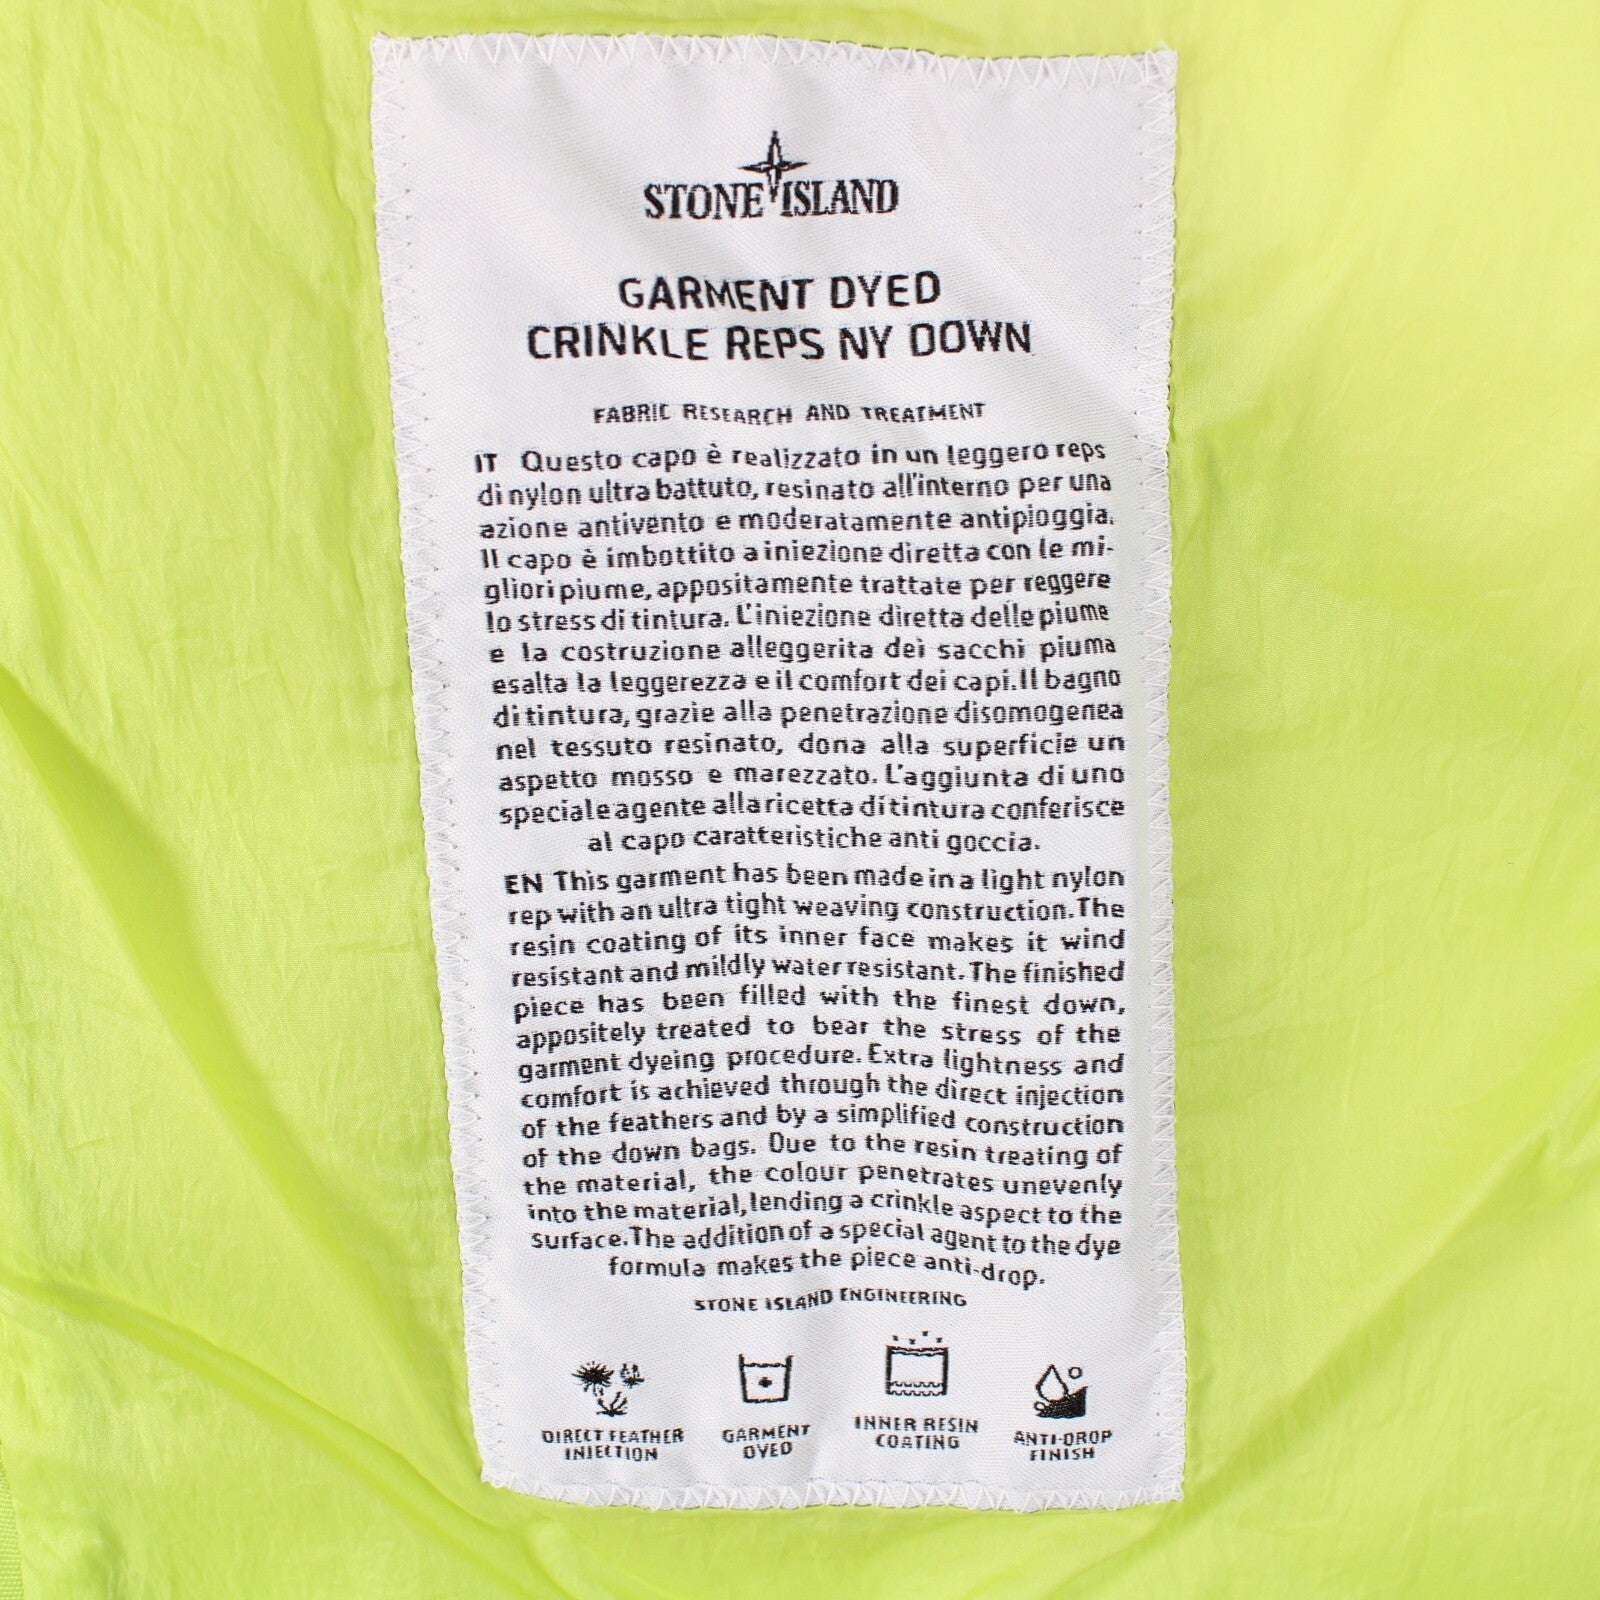 STONE ISLAND
GARMENT DYED
CRINKLE REPS NY DOWN
FABRIC RESEARCH AND TREATMENT
IT Questo capo è realizzato in un leggero reps
di nylon ultra battuto, resinato all'interno per una
azione antivento e moderatamente antipioggia.
Il capo è imbottito a iniezione diretta con le mi-
gliori piume, appositamente trattate per reggere
lo stress di tintura. L'iniezione diretta delle piume
e la costruzione alleggerita dei sacchi piuma
esalta la leggerezza e il comfort dei capi. Il bagno
di tintura, grazie alla penetrazione disomogenea
nel tessuto resinato, dona alla superficie un
aspetto mosso e marezzato. L'aggiunta di uno
speciale agente alla ricetta di tintura conferisce
al capo caratteristiche anti goccia.
EN This garment has been made in a light nylon
rep with an ultra tight weaving construction. The
resin coating of its inner face makes it wind
resistant and mildly water resistant. The finished
piece has been filled with the finest down,
appositely treated to bear the stress of the
garment dyeing procedure. Extra lightness and
comfort is achieved through the direct injection
of the feathers and by a simplified construction
of the down bags. Due to the resin treating of
the material, the colour penetrates unevenly
into the material, lending a crinkle aspect to the
surface. The addition of a special agent to the dye
formula makes the piece anti-drop.
STONE ISLAND ENGINEERING
DIRECT FEATHER
INJECTION
GARMENT
DYED
INNER RESIN
COATING
ANTI-DROP
FINISH